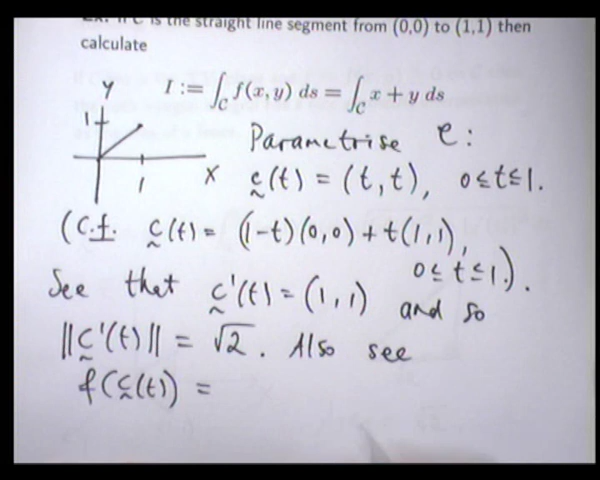 Ex. If C is the straight line segment from (0,0) to (1,1) then
calculate
I := ∫_C f(x, y) ds = ∫_C x + y ds
y
1
1
x
Parametrise C:
c(t) = (t, t), 0 ≤ t ≤ 1.
(c.f. c(t) = (1-t)(0,0) + t(1,1),
0 ≤ t ≤ 1.).
See that c'(t) = (1, 1) and so
||c'(t)|| = √2. Also see
f(c(t)) =